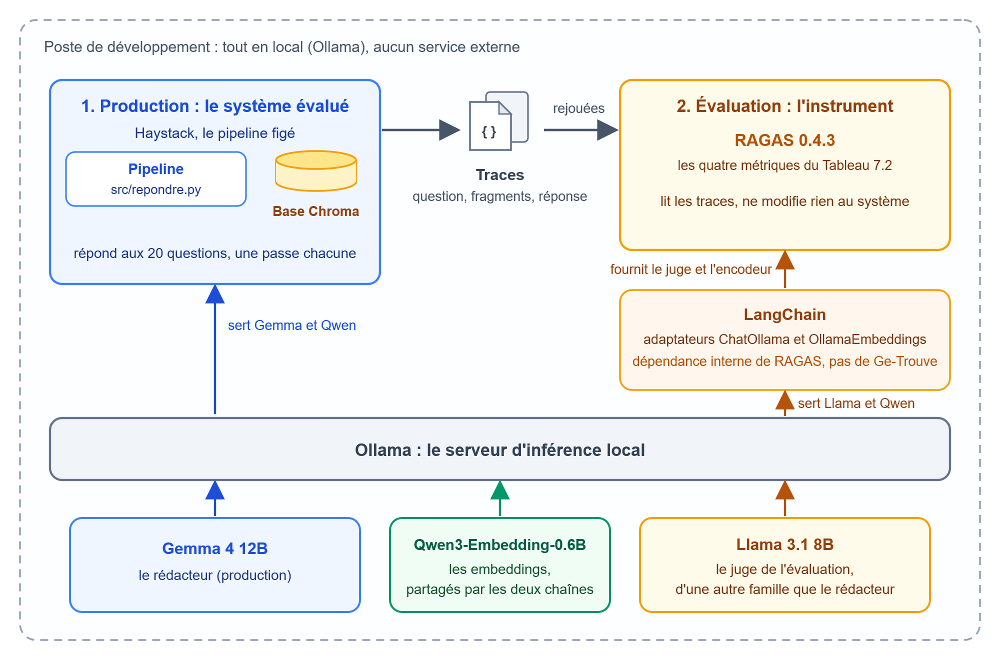 Poste de développement : tout en local (Ollama), aucun service externe
1. Production : le système évalué
Haystack, le pipeline figé
Pipeline
src/repondre.py
Base Chroma
répond aux 20 questions, une passe chacune
{ }
Traces
question, fragments, réponse
rejouées
2. Évaluation : l'instrument
RAGAS 0.4.3
les quatre métriques du Tableau 7.2
lit les traces, ne modifie rien au système
fournit le juge et l'encodeur
LangChain
adaptateurs ChatOllama et OllamaEmbeddings
dépendance interne de RAGAS, pas de Ge-Trouve
sert Gemma et Qwen
sert Llama et Qwen
Ollama : le serveur d'inférence local
Gemma 4 12B
le rédacteur (production)
Qwen3-Embedding-0.6B
les embeddings,
partagés par les deux chaînes
Llama 3.1 8B
le juge de l'évaluation,
d'une autre famille que le rédacteur